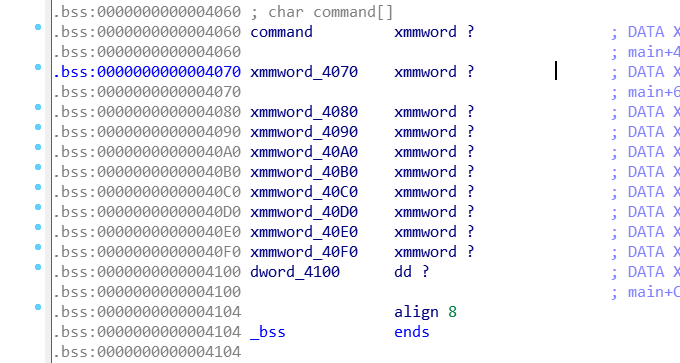 .bss:0000000000004060 ; char command[]
.bss:0000000000004060 command xmmword ? ; DATA X
.bss:0000000000004060 ; main+4
.bss:0000000000004070 xmmword_4070 xmmword ? ; DATA X
.bss:0000000000004070 ; main+6
.bss:0000000000004080 xmmword_4080 xmmword ? ; DATA X
.bss:0000000000004090 xmmword_4090 xmmword ? ; DATA X
.bss:00000000000040A0 xmmword_40A0 xmmword ? ; DATA X
.bss:00000000000040B0 xmmword_40B0 xmmword ? ; DATA X
.bss:00000000000040C0 xmmword_40C0 xmmword ? ; DATA X
.bss:00000000000040D0 xmmword_40D0 xmmword ? ; DATA X
.bss:00000000000040E0 xmmword_40E0 xmmword ? ; DATA X
.bss:00000000000040F0 xmmword_40F0 xmmword ? ; DATA X
.bss:0000000000004100 dword_4100 dd ? ; DATA X
.bss:0000000000004100 ; main+C
.bss:0000000000004104 align 8
.bss:0000000000004104 _bss ends
.bss:0000000000004104